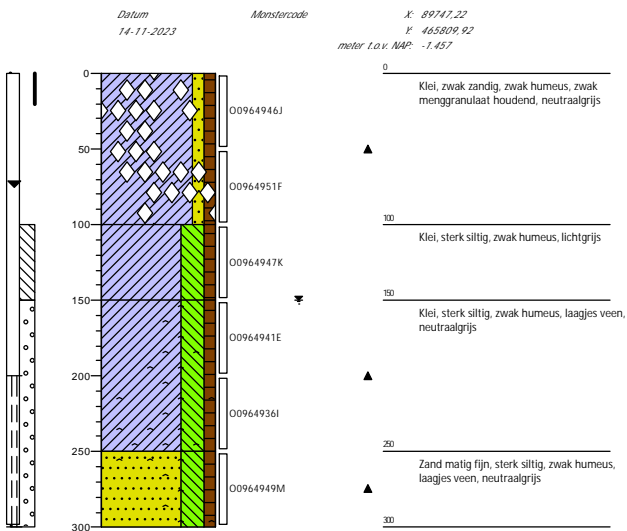 Datum Monstercode X: 89747,22
14-11-2023 Y: 465809,92
meter t.o.v. NAP: -1.457
0 0
Klei, zwak zandig, zwak humeus, zwak
menggranulaat houdend, neutraalgrijs
O0964946J
50
O0964951F
100 100
Klei, sterk siltig, zwak humeus, lichtgrijs
O0964947K
150 150
Klei, sterk siltig, zwak humeus, laagjes veen,
neutraalgrijs
O0964941E
200
O0964936I
250 250
Zand matig fijn, sterk siltig, zwak humeus,
laagjes veen, neutraalgrijs
O0964949M
300 300